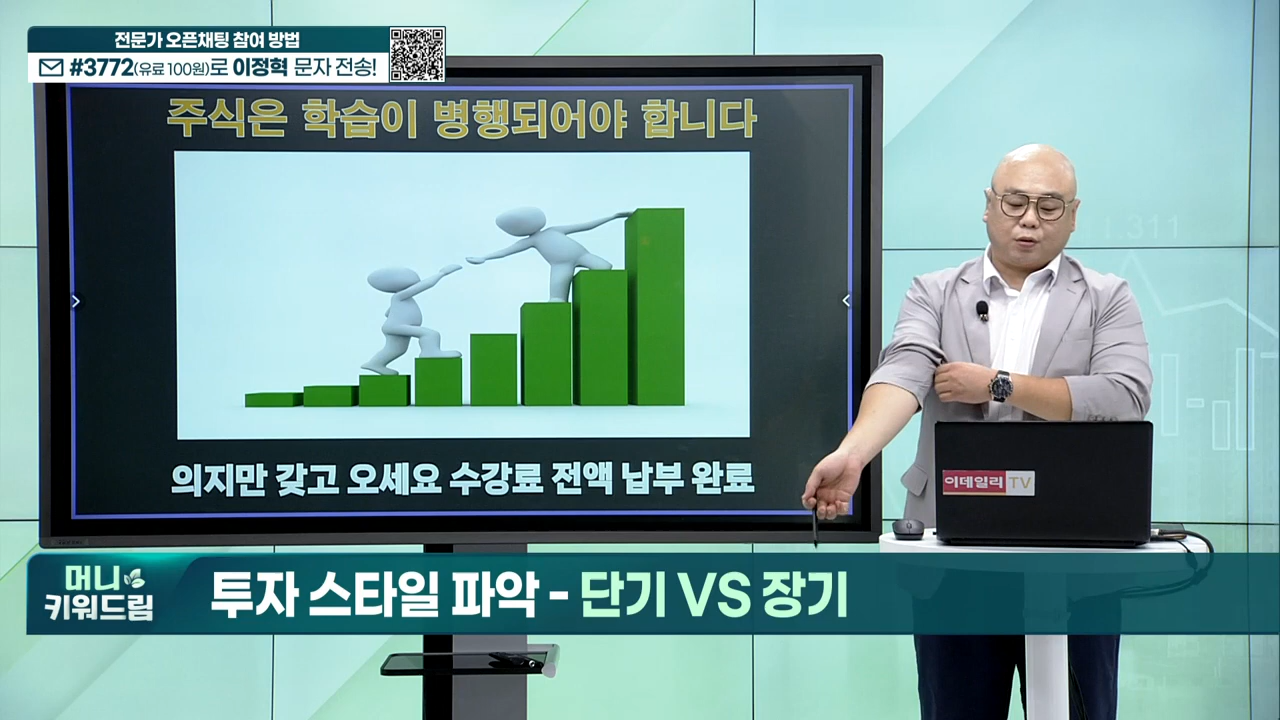 전문가 오픈채팅 참여 방법
#3772(유료 100원)로 이정혁 문자 전송!
주식은 학습이 병행되어야 합니다
의지만 갖고 오세요 수강료 전액 납부 완료
1.311
이데일리TV
머니
키워드림
투자 스타일 파악 - 단기 VS 장기